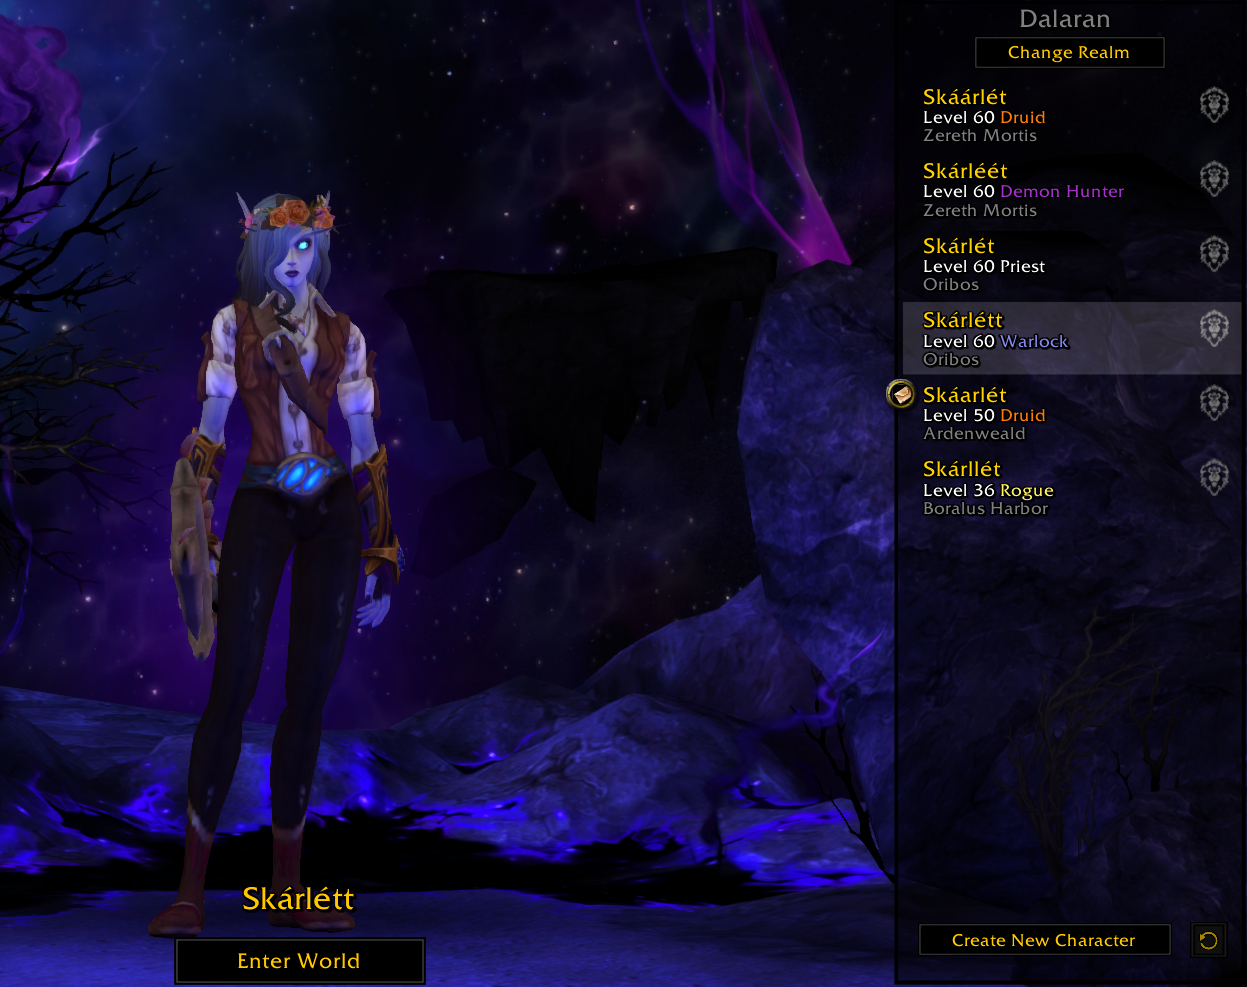 Dalaran
Change Realm
Skáárlét
Level 60 Druid
Zereth Mortis
Skárléét
Level 60 Demon Hunter
Zereth Mortis
Skárlét
Level 60 Priest
Oribos
Skárlétt
Level 60 Warlock
Oribos
Skáarlét
Level 50 Druid
Ardenweald
Skárllét
Level 36 Rogue
Boralus Harbor
Skárlétt
Enter World
Create New Character